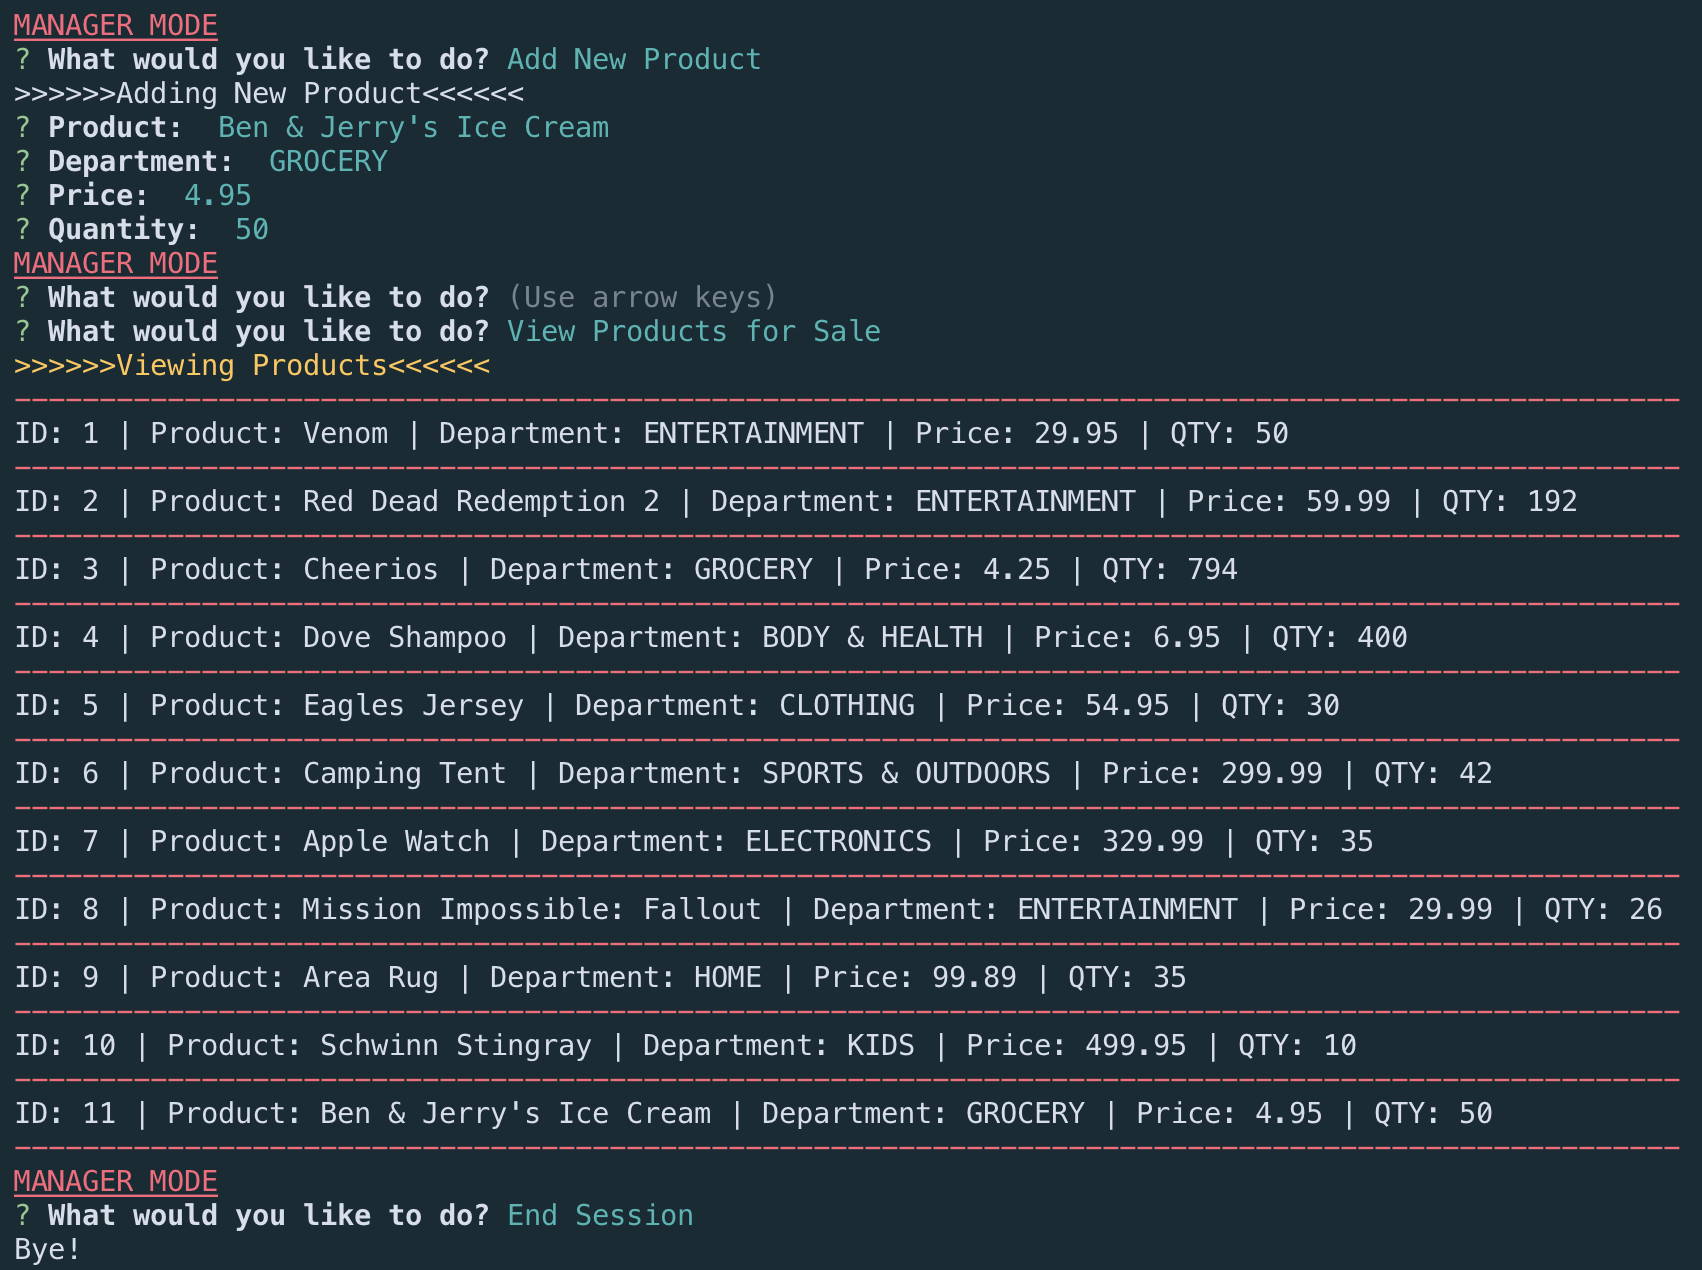 MANAGER MODE
? What would you like to do? Add New Product
>>>>>>Adding New Product<<<<<<
? Product:  Ben & Jerry's Ice Cream
? Department:  GROCERY
? Price:  4.95
? Quantity:  50
MANAGER MODE
? What would you like to do? (Use arrow keys)
? What would you like to do? View Products for Sale
>>>>>>Viewing Products<<<<<<
--------------------------------------------------------------------------------------------------
ID: 1 | Product: Venom | Department: ENTERTAINMENT | Price: 29.95 | QTY: 50
--------------------------------------------------------------------------------------------------
ID: 2 | Product: Red Dead Redemption 2 | Department: ENTERTAINMENT | Price: 59.99 | QTY: 192
--------------------------------------------------------------------------------------------------
ID: 3 | Product: Cheerios | Department: GROCERY | Price: 4.25 | QTY: 794
--------------------------------------------------------------------------------------------------
ID: 4 | Product: Dove Shampoo | Department: BODY & HEALTH | Price: 6.95 | QTY: 400
--------------------------------------------------------------------------------------------------
ID: 5 | Product: Eagles Jersey | Department: CLOTHING | Price: 54.95 | QTY: 30
--------------------------------------------------------------------------------------------------
ID: 6 | Product: Camping Tent | Department: SPORTS & OUTDOORS | Price: 299.99 | QTY: 42
--------------------------------------------------------------------------------------------------
ID: 7 | Product: Apple Watch | Department: ELECTRONICS | Price: 329.99 | QTY: 35
--------------------------------------------------------------------------------------------------
ID: 8 | Product: Mission Impossible: Fallout | Department: ENTERTAINMENT | Price: 29.99 | QTY: 26
--------------------------------------------------------------------------------------------------
ID: 9 | Product: Area Rug | Department: HOME | Price: 99.89 | QTY: 35
--------------------------------------------------------------------------------------------------
ID: 10 | Product: Schwinn Stingray | Department: KIDS | Price: 499.95 | QTY: 10
--------------------------------------------------------------------------------------------------
ID: 11 | Product: Ben & Jerry's Ice Cream | Department: GROCERY | Price: 4.95 | QTY: 50
--------------------------------------------------------------------------------------------------
MANAGER MODE
? What would you like to do? End Session
Bye!